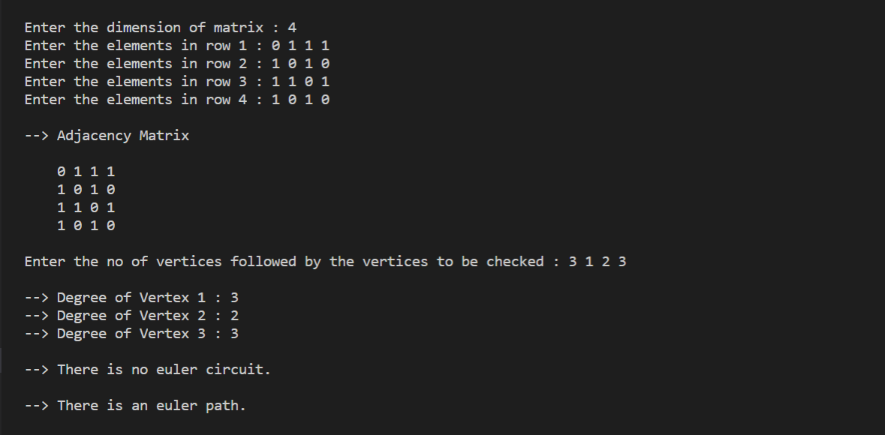 Enter the dimension of matrix : 4
Enter the elements in row 1 : 0 1 1 1
Enter the elements in row 2 : 1 0 1 0
Enter the elements in row 3 : 1 1 0 1
Enter the elements in row 4 : 1 0 1 0
--> Adjacency Matrix
0 1 1 1
1 0 1 0
1 1 0 1
1 0 1 0
Enter the no of vertices followed by the vertices to be checked : 3 1 2 3
--> Degree of Vertex 1 : 3
--> Degree of Vertex 2 : 2
--> Degree of Vertex 3 : 3
--> There is no euler circuit.
--> There is an euler path.